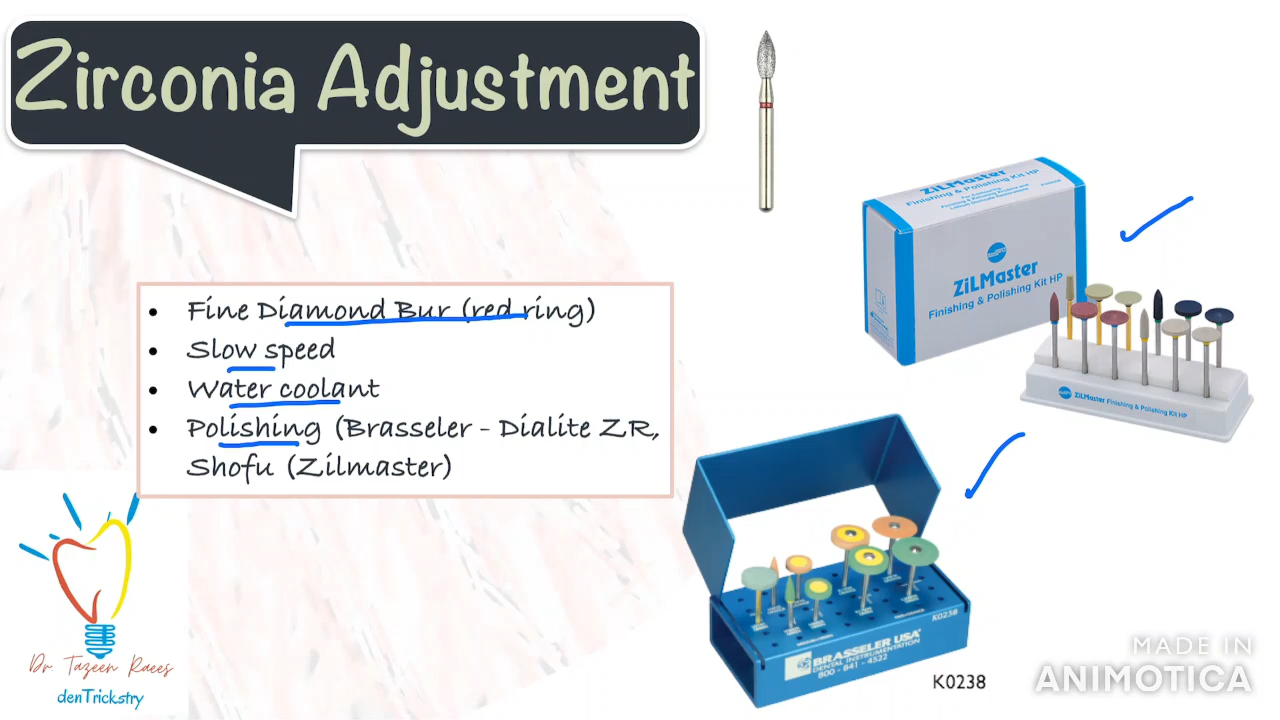 Zirconia Adjustment
• Fine Diamond Bur (red ring)
• Slow speed
• Water coolant
• Polishing (Brasseler - Dialite ZR,
Shofu (Zilmaster)
ZiLMaster
Finishing & Polishing Kit HP
ZiLMaster
Finishing & Polishing Kit HP
ZiLMaster Finishing & Polishing Kit HP
K0238
BRASSELER USA®
DENTAL INSTRUMENTATION
800-841-4522
K0238
Dr. Tazeen Raees
denTrickstry
MADE IN
ANIMOTICA